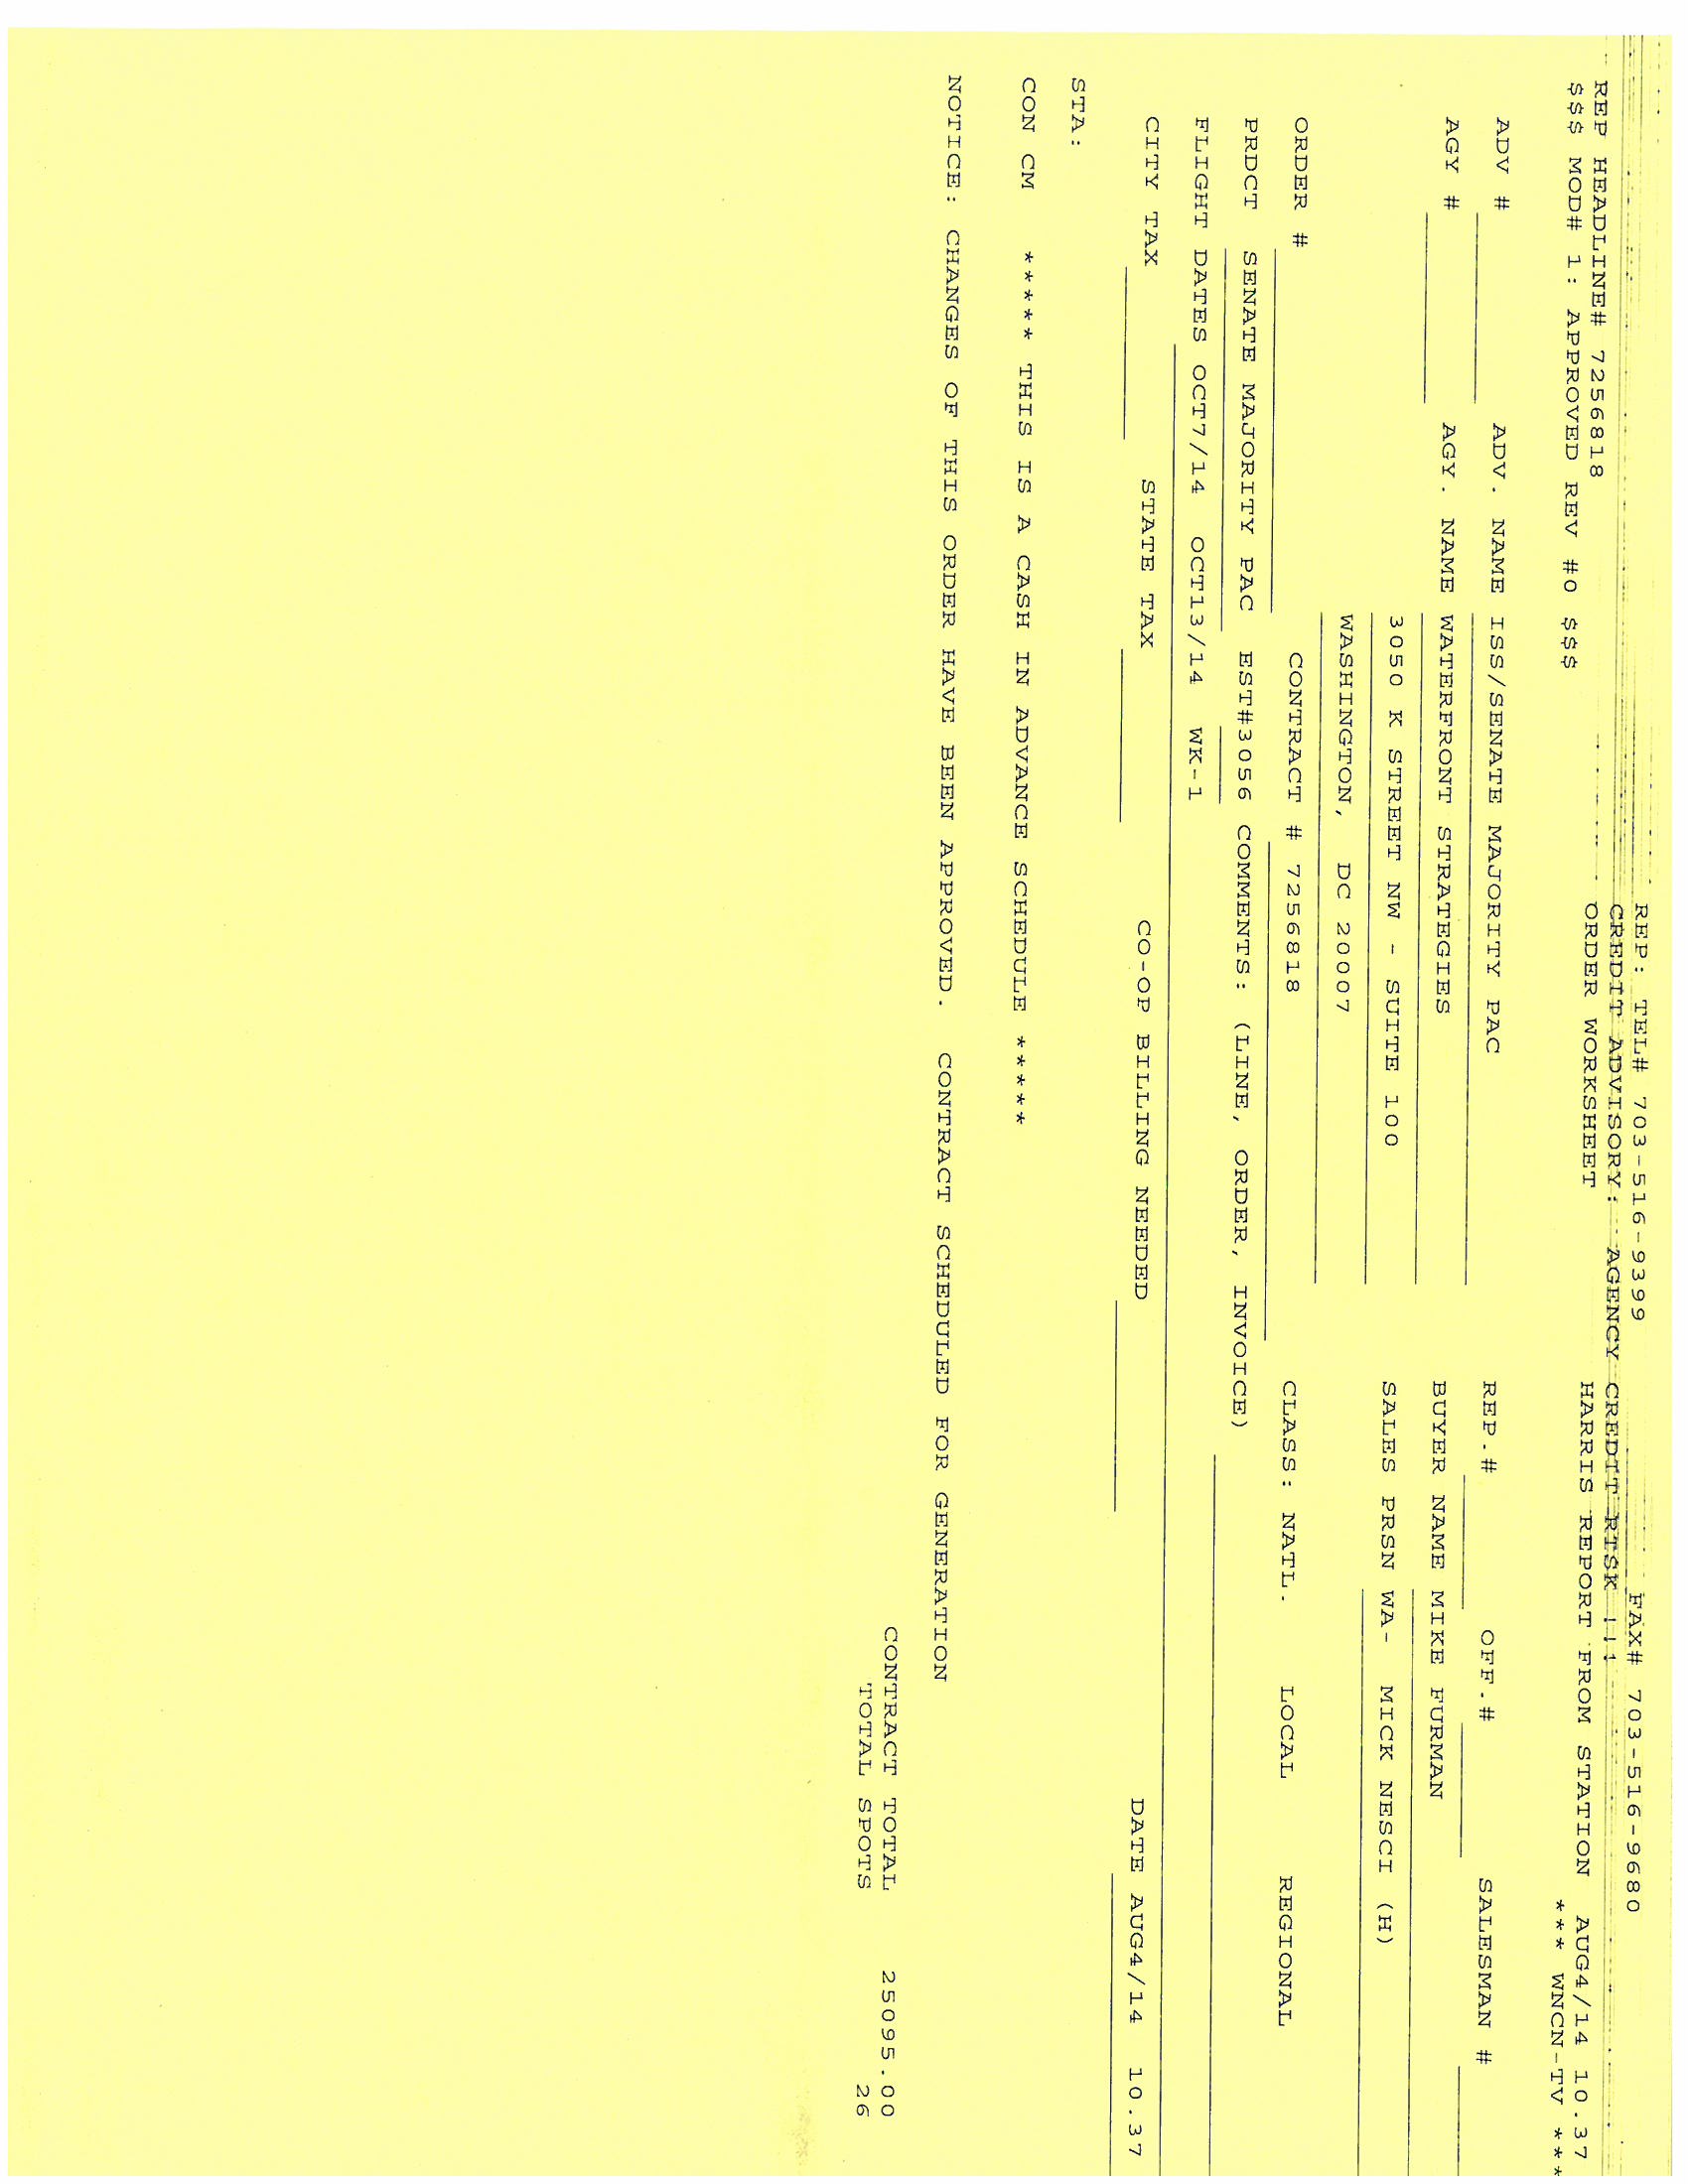 REP: TEL# 703-516-9399 FAX# 703-516-9680
CREDIT ADVISORY: AGENCY CREDIT RISK !!!
REP HEADLINE# 7256818 ORDER WORKSHEET HARRIS REPORT FROM STATION AUG4/14 10.37
$$$ MOD# 1: APPROVED REV #0 $$$ *** WNCN-TV ***
ADV # ADV. NAME ISS/SENATE MAJORITY PAC REP.# OFF.# SALESMAN #
AGY # AGY. NAME WATERFRONT STRATEGIES BUYER NAME MIKE FURMAN
3050 K STREET NW - SUITE 100 SALES PRSN WA- MICK NESCI (H)
WASHINGTON, DC 20007
ORDER # CONTRACT # 7256818 CLASS: NATL. LOCAL REGIONAL
PRDCT SENATE MAJORITY PAC EST#3056 COMMENTS: (LINE, ORDER, INVOICE)
FLIGHT DATES OCT7/14 OCT13/14 WK-1
CITY TAX STATE TAX CO-OP BILLING NEEDED DATE AUG4/14 10.37
STA:
CON CM ***** THIS IS A CASH IN ADVANCE SCHEDULE *****
NOTICE: CHANGES OF THIS ORDER HAVE BEEN APPROVED. CONTRACT SCHEDULED FOR GENERATION
CONTRACT TOTAL 25095.00
TOTAL SPOTS 26